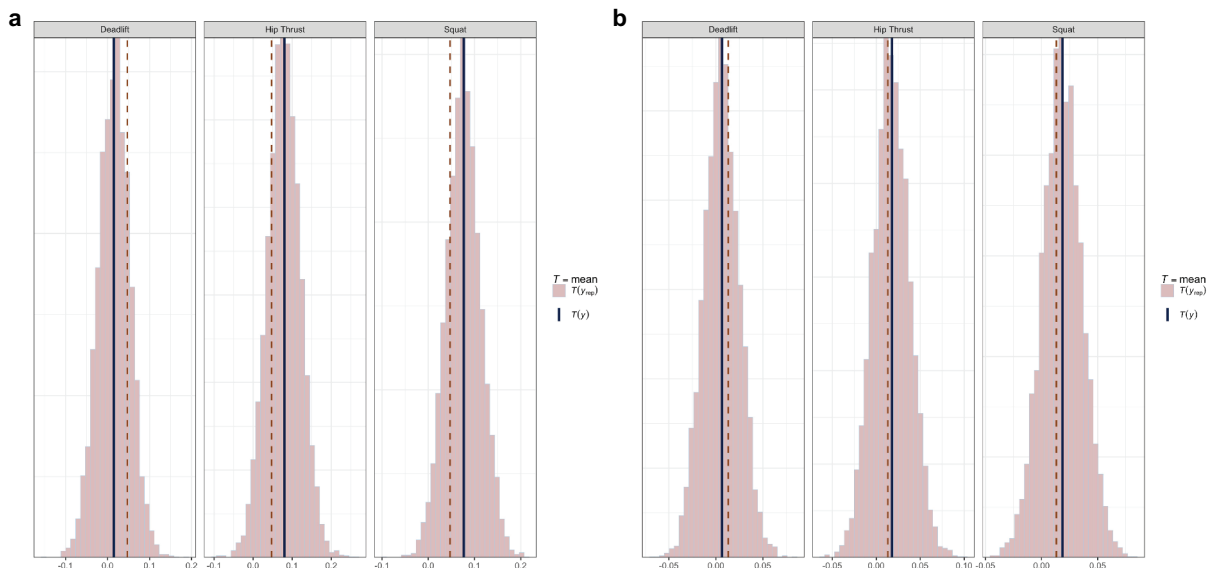 a
Deadlift Hip Thrust Squat
-0.1 0.0 0.1 0.2 -0.1 0.0 0.1 0.2 -0.1 0.0 0.1 0.2
T = mean
T(yrep)
T(y)
b
Deadlift Hip Thrust Squat
-0.05 0.00 0.05 -0.05 0.00 0.05 0.10 -0.05 0.00 0.05
T = mean
T(yrep)
T(y)